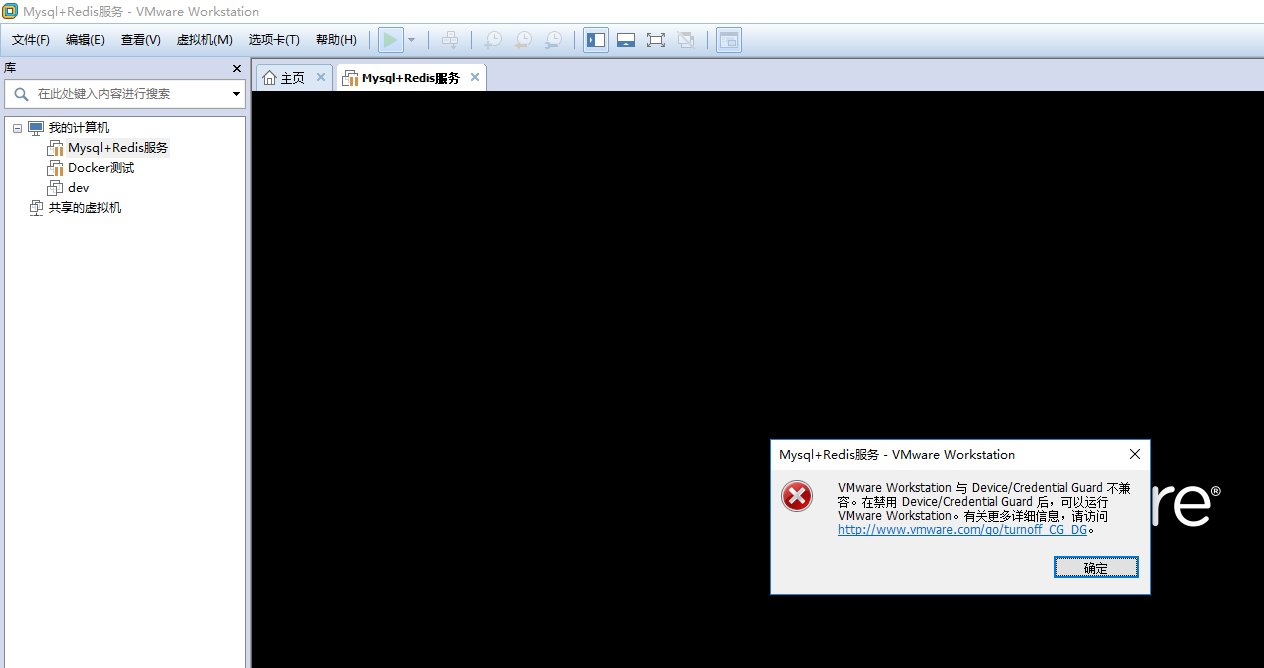 Mysql+Redis服务 - VMware Workstation
文件(F) 编辑(E) 查看(V) 虚拟机(M) 选项卡(T) 帮助(H)
库
在此处键入内容进行搜索
我的计算机
Mysql+Redis服务
Docker测试
dev
共享的虚拟机
主页 Mysql+Redis服务
Mysql+Redis服务 - VMware Workstation
VMware Workstation 与 Device/Credential Guard 不兼
容。在禁用 Device/Credential Guard 后，可以运行
VMware Workstation。有关更多详细信息，请访问
http://www.vmware.com/go/turnoff_CG_DG。
确定
re®